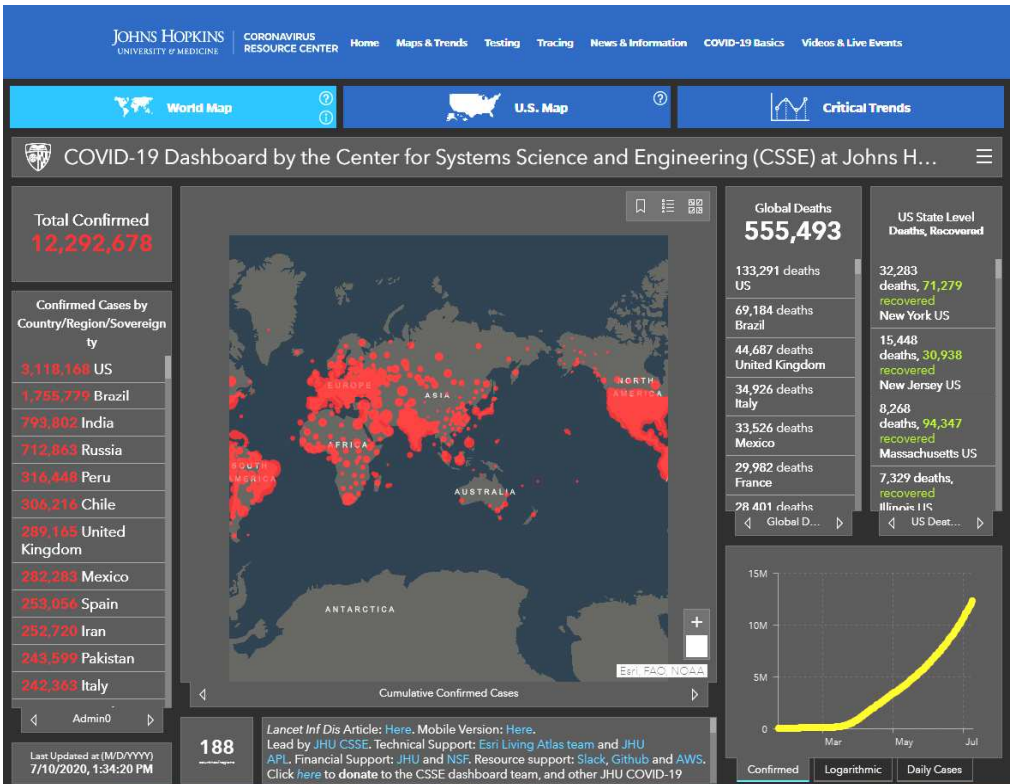 JOHNS HOPKINS
UNIVERSITY & MEDICINE
CORONAVIRUS
RESOURCE CENTER
Home
Maps & Trends
Testing
Tracing
News & Information
COVID-19 Basics
Videos & Live Events
World Map
U.S. Map
Critical Trends
COVID-19 Dashboard by the Center for Systems Science and Engineering (CSSE) at Johns H...
Total Confirmed
12,292,678
Confirmed Cases by
Country/Region/Sovereign
ty
3,118,168 US
1,755,779 Brazil
793,802 India
712,863 Russia
316,448 Peru
306,216 Chile
289,165 United
Kingdom
282,283 Mexico
253,056 Spain
252,720 Iran
243,599 Pakistan
242,363 Italy
Admin0
Last Updated at (M/D/YYYY)
7/10/2020, 1:34:20 PM
EUROPE
ASIA
AFRICA
NORTH
AMERICA
SOUTH
AMERICA
AUSTRALIA
ANTARCTICA
+
Esri, FAO, NOAA
Cumulative Confirmed Cases
188
countries/regions
Lancet Inf Dis Article: Here. Mobile Version: Here.
Lead by JHU CSSE. Technical Support: Esri Living Atlas team and JHU
APL. Financial Support: JHU and NSF. Resource support: Slack, Github and AWS.
Click here to donate to the CSSE dashboard team, and other JHU COVID-19
Global Deaths
555,493
133,291 deaths
US
69,184 deaths
Brazil
44,687 deaths
United Kingdom
34,926 deaths
Italy
33,526 deaths
Mexico
29,982 deaths
France
28,401 deaths
Global D...
US State Level
Deaths, Recovered
32,283
deaths, 71,279
recovered
New York US
15,448
deaths, 30,938
recovered
New Jersey US
8,268
deaths, 94,347
recovered
Massachusetts US
7,329 deaths,
recovered
Illinois US
US Deat...
15M
10M
5M
0
Mar
May
Jul
Confirmed
Logarithmic
Daily Cases